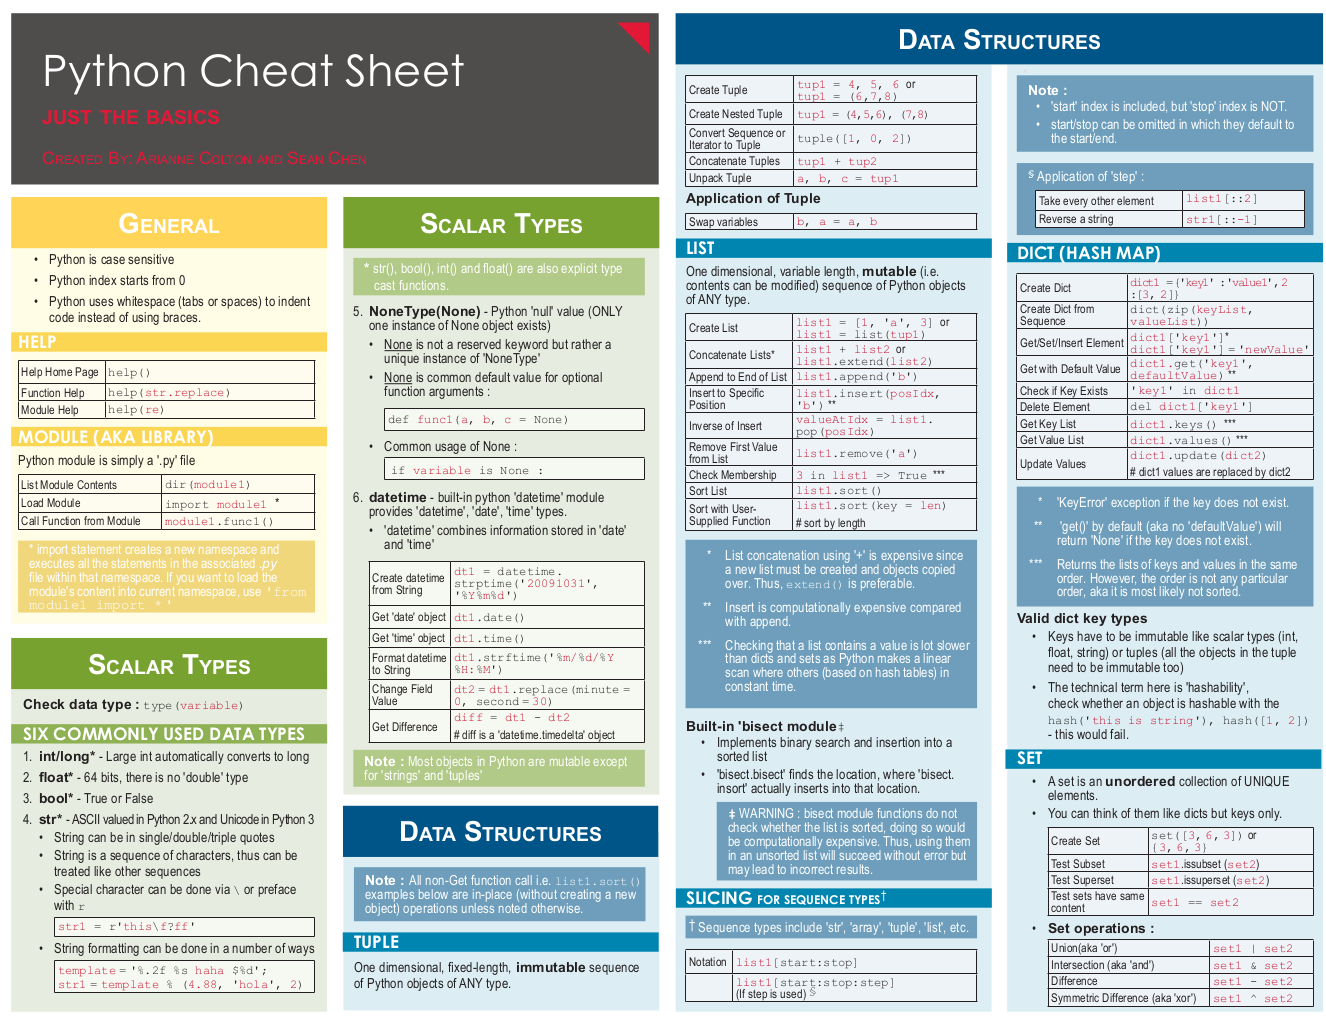 Python Cheat Sheet
JUST THE BASICS
CREATED BY: ARIANNE COLTON AND SEAN CHEN
GENERAL
• Python is case sensitive
• Python index starts from 0
• Python uses whitespace (tabs or spaces) to indent
code instead of using braces.
HELP
Help Home Page help()
Function Help help(str.replace)
Module Help help(re)
MODULE (AKA LIBRARY)
Python module is simply a '.py' file
List Module Contents dir(module1)
Load Module import module1 *
Call Function from Module module1.func1()
* import statement creates a new namespace and
executes all the statements in the associated .py
file within that namespace. If you want to load the
module's content into current namespace, use 'from
module1 import * '
SCALAR TYPES
Check data type : type(variable)
SIX COMMONLY USED DATA TYPES
1. int/long* - Large int automatically converts to long
2. float* - 64 bits, there is no 'double' type
3. bool* - True or False
4. str* - ASCII valued in Python 2.x and Unicode in Python 3
• String can be in single/double/triple quotes
• String is a sequence of characters, thus can be
treated like other sequences
• Special character can be done via \ or preface
with r
str1 = r'this\f?ff'
• String formatting can be done in a number of ways
template = '%.2f %s haha $%d';
str1 = template % (4.88, 'hola', 2)
SCALAR TYPES
* str(), bool(), int() and float() are also explicit type
cast functions.
5. NoneType(None) - Python 'null' value (ONLY
one instance of None object exists)
• None is not a reserved keyword but rather a
unique instance of 'NoneType'
• None is common default value for optional
function arguments :
def func1(a, b, c = None)
• Common usage of None :
if variable is None :
6. datetime - built-in python 'datetime' module
provides 'datetime', 'date', 'time' types.
• 'datetime' combines information stored in 'date'
and 'time'
Create datetime from String dt1 = datetime.
strptime('20091031',
'%Y%m%d')
Get 'date' object dt1.date()
Get 'time' object dt1.time()
Format datetime to String dt1.strftime('%m/%d/%Y
%H:%M')
Change Field Value dt2 = dt1.replace(minute =
0, second = 30)
Get Difference diff = dt1 - dt2
# diff is a 'datetime.timedelta' object
Note : Most objects in Python are mutable except
for 'strings' and 'tuples'
DATA STRUCTURES
Note : All non-Get function call i.e. list1.sort()
examples below are in-place (without creating a new
object) operations unless noted otherwise.
TUPLE
One dimensional, fixed-length, immutable sequence
of Python objects of ANY type.
DATA STRUCTURES
Create Tuple tup1 = 4, 5, 6 or
tup1 = (6,7,8)
Create Nested Tuple tup1 = (4,5,6), (7,8)
Convert Sequence or
Iterator to Tuple tuple([1, 0, 2])
Concatenate Tuples tup1 + tup2
Unpack Tuple a, b, c = tup1
Application of Tuple
Swap variables b, a = a, b
LIST
One dimensional, variable length, mutable (i.e.
contents can be modified) sequence of Python objects
of ANY type.
Create List list1 = [1, 'a', 3] or
list1 = list(tup1)
Concatenate Lists* list1 + list2 or
list1.extend(list2)
Append to End of List list1.append('b')
Insert to Specific
Position list1.insert(posIdx,
'b') **
Inverse of Insert valueAtIdx = list1.
pop(posIdx)
Remove First Value
from List list1.remove('a')
Check Membership 3 in list1 => True ***
Sort List list1.sort()
Sort with User-
Supplied Function list1.sort(key = len)
# sort by length
* List concatenation using '+' is expensive since
a new list must be created and objects copied
over. Thus, extend() is preferable.
** Insert is computationally expensive compared
with append.
*** Checking that a list contains a value is lot slower
than dicts and sets as Python makes a linear
scan where others (based on hash tables) in
constant time.
Built-in 'bisect module‡
• Implements binary search and insertion into a
sorted list
• 'bisect.bisect' finds the location, where 'bisect.
insort' actually inserts into that location.
‡ WARNING : bisect module functions do not
check whether the list is sorted, doing so would
be computationally expensive. Thus, using them
in an unsorted list will succeed without error but
may lead to incorrect results.
SLICING FOR SEQUENCE TYPES†
† Sequence types include 'str', 'array', 'tuple', 'list', etc.
Notation list1[start:stop]
list1[start:stop:step]
(If step is used) §
Note :
• 'start' index is included, but 'stop' index is NOT.
• start/stop can be omitted in which they default to
the start/end.
§ Application of 'step' :
Take every other element list1[::2]
Reverse a string str1[::-1]
DICT (HASH MAP)
Create Dict dict1 ={'key1' :'value1', 2
:[3, 2]}
Create Dict from
Sequence dict(zip(keyList,
valueList))
Get/Set/Insert Element dict1['key1']*
dict1['key1'] = 'newValue'
Get with Default Value dict1.get('key1',
defaultValue) **
Check if Key Exists 'key1' in dict1
Delete Element del dict1['key1']
Get Key List dict1.keys() ***
Get Value List dict1.values() ***
Update Values dict1.update(dict2)
# dict1 values are replaced by dict2
* 'KeyError' exception if the key does not exist.
** 'get()' by default (aka no 'defaultValue') will
return 'None' if the key does not exist.
*** Returns the lists of keys and values in the same
order. However, the order is not any particular
order, aka it is most likely not sorted.
Valid dict key types
• Keys have to be immutable like scalar types (int,
float, string) or tuples (all the objects in the tuple
need to be immutable too)
• The technical term here is 'hashability',
check whether an object is hashable with the
hash('this is string'), hash([1, 2])
- this would fail.
SET
• A set is an unordered collection of UNIQUE
elements.
• You can think of them like dicts but keys only.
Create Set set([3, 6, 3]) or
{3, 6, 3}
Test Subset set1.issubset (set2)
Test Superset set1.issuperset (set2)
Test sets have same
content set1 == set2
• Set operations :
Union(aka 'or') set1 | set2
Intersection (aka 'and') set1 & set2
Difference set1 - set2
Symmetric Difference (aka 'xor') set1 ^ set2